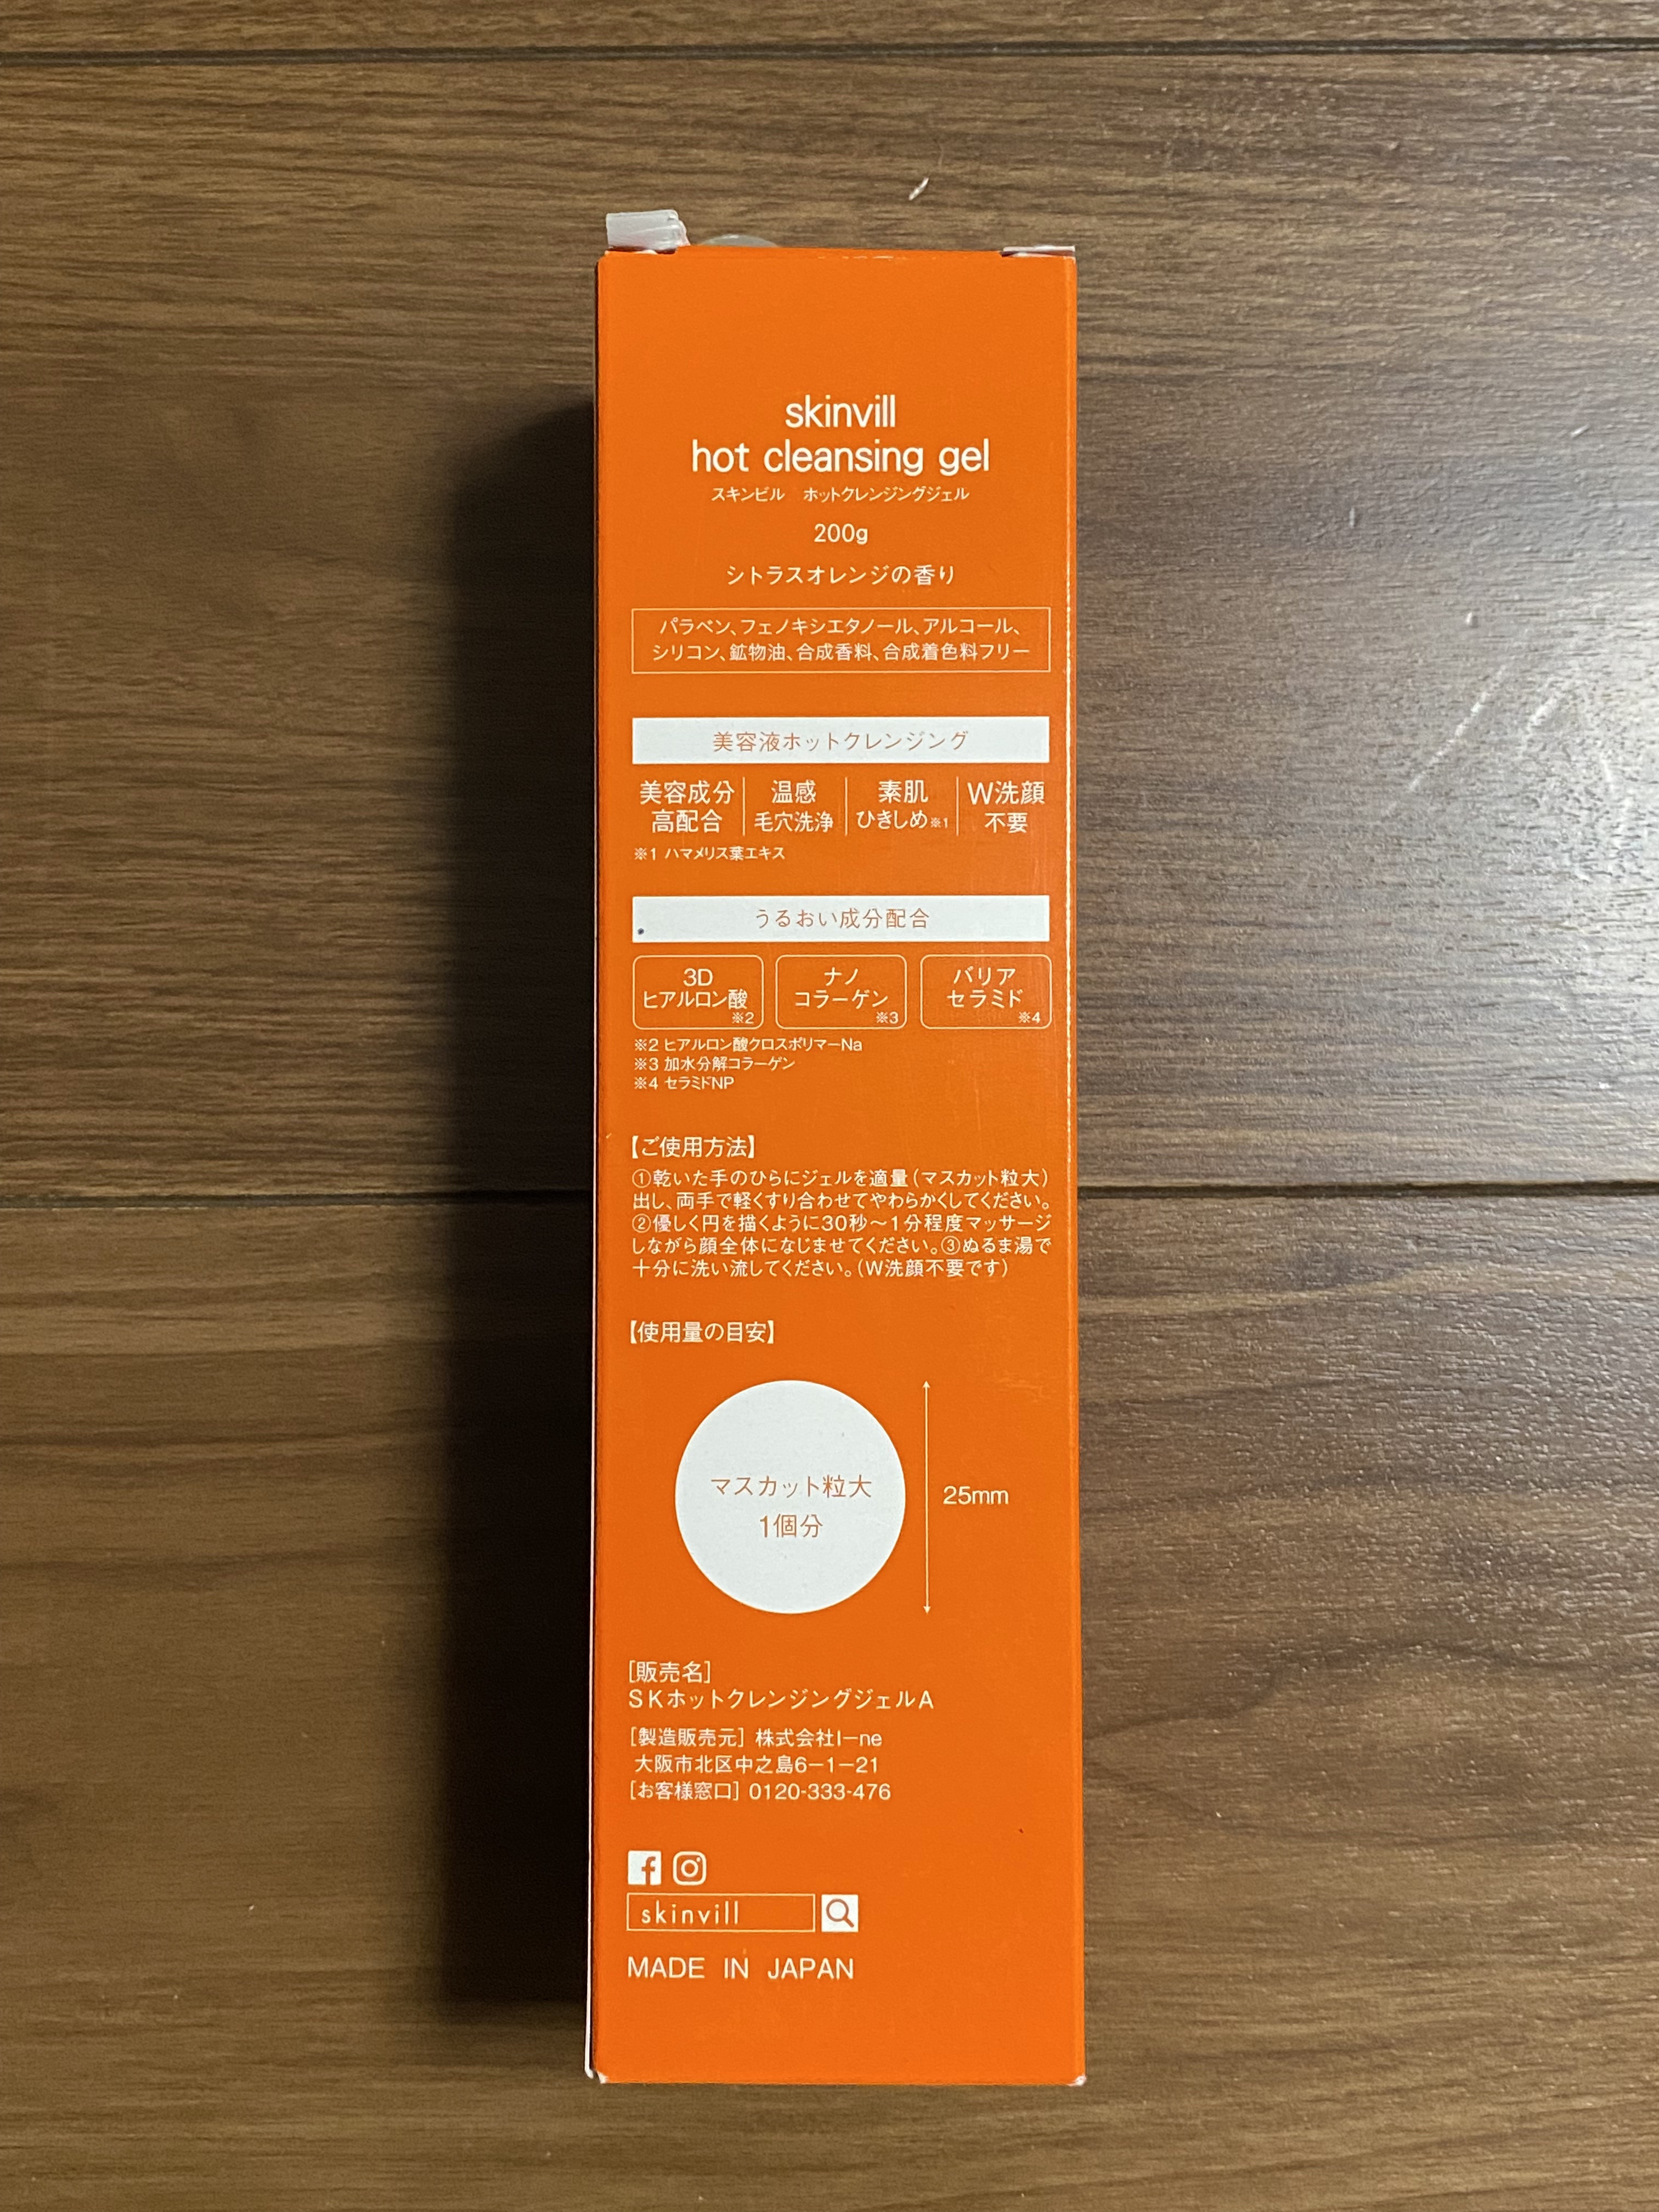 skinvill
hot cleansing gel
スキンビル ホットクレンジングジェル
200g
シトラスオレンジの香り
パラベン、フェノキシエタノール、アルコール、
シリコン、鉱物油、合成香料、合成着色料フリー
美容液ホットクレンジング
美容成分
高配合
温感
毛穴洗浄
素肌
ひきしめ※1
W洗顔
不要
※1 ハマメリス葉エキス
うるおい成分配合
3D
ヒアルロン酸
※2
ナノ
コラーゲン
※3
バリア
セラミド
※4
※2 ヒアルロン酸クロスポリマーNa
※3 加水分解コラーゲン
※4 セラミドNP
【ご使用方法】
①乾いた手のひらにジェルを適量(マスカット粒大)
出し、両手で軽くすり合わせてやわらかくしてください。
②優しく円を描くように30秒～1分程度マッサージ
しながら顔全体になじませてください。③ぬるま湯で
十分に洗い流してください。(W洗顔不要です)
【使用量の目安】
マスカット粒大
1個分
25mm
[販売名]
SKホットクレンジングジェルA
[製造販売元] 株式会社I-ne
大阪市北区中之島6-1-21
[お客様窓口] 0120-333-476
skinvill
MADE IN JAPAN